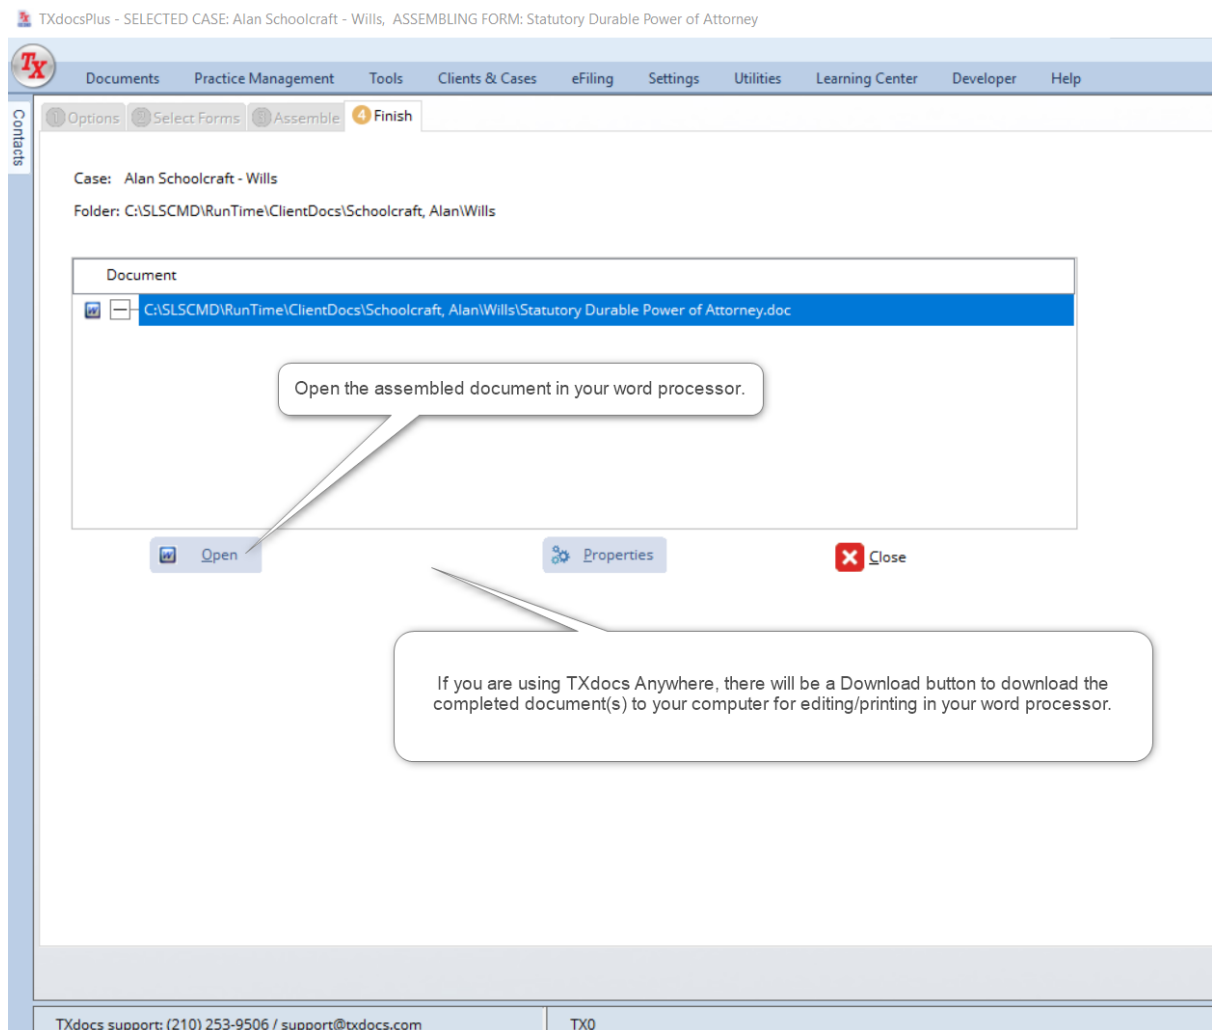 TXdocsPlus - SELECTED CASE: Alan Schoolcraft - Wills, ASSEMBLING FORM: Statutory Durable Power of Attorney
TX
Documents Practice Management Tools Clients & Cases eFiling Settings Utilities Learning Center Developer Help
Contacts
Options Select Forms Assemble 4 Finish
Case: Alan Schoolcraft - Wills
Folder: C:\SLSCMD\RunTime\ClientDocs\Schoolcraft, Alan\Wills
Document
C:\SLSCMD\RunTime\ClientDocs\Schoolcraft, Alan\Wills\Statutory Durable Power of Attorney.doc
Open the assembled document in your word processor.
Open Properties Close
If you are using TXdocs Anywhere, there will be a Download button to download the
completed document(s) to your computer for editing/printing in your word processor.
TXdocs support: (210) 253-9506 / support@txdocs.com TX0